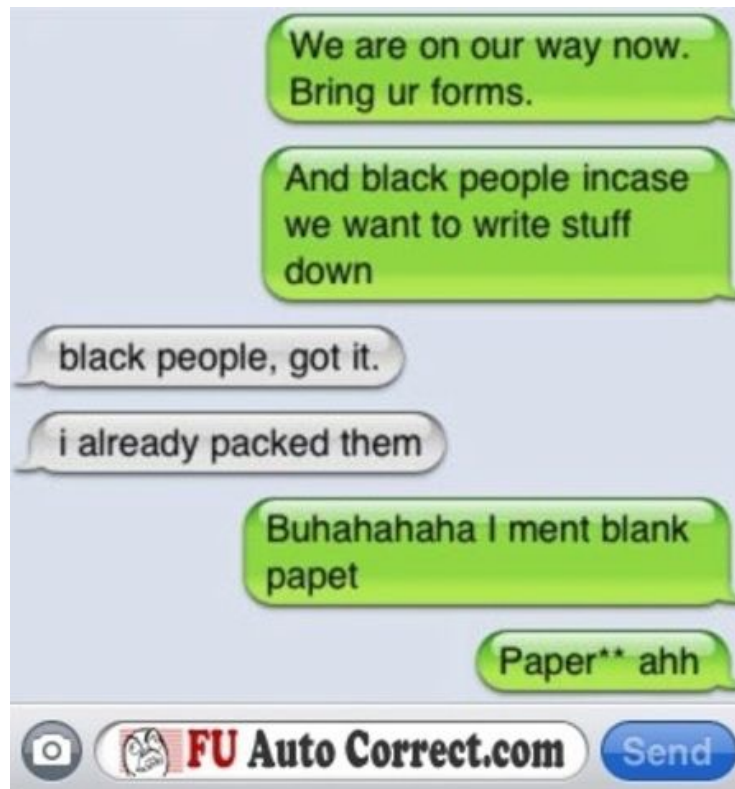 We are on our way now.
Bring ur forms.
And black people incase
we want to write stuff
down
black people, got it.
i already packed them
Buhahahaha I ment blank
papet
Paper** ahh
FU Auto Correct.com
Send